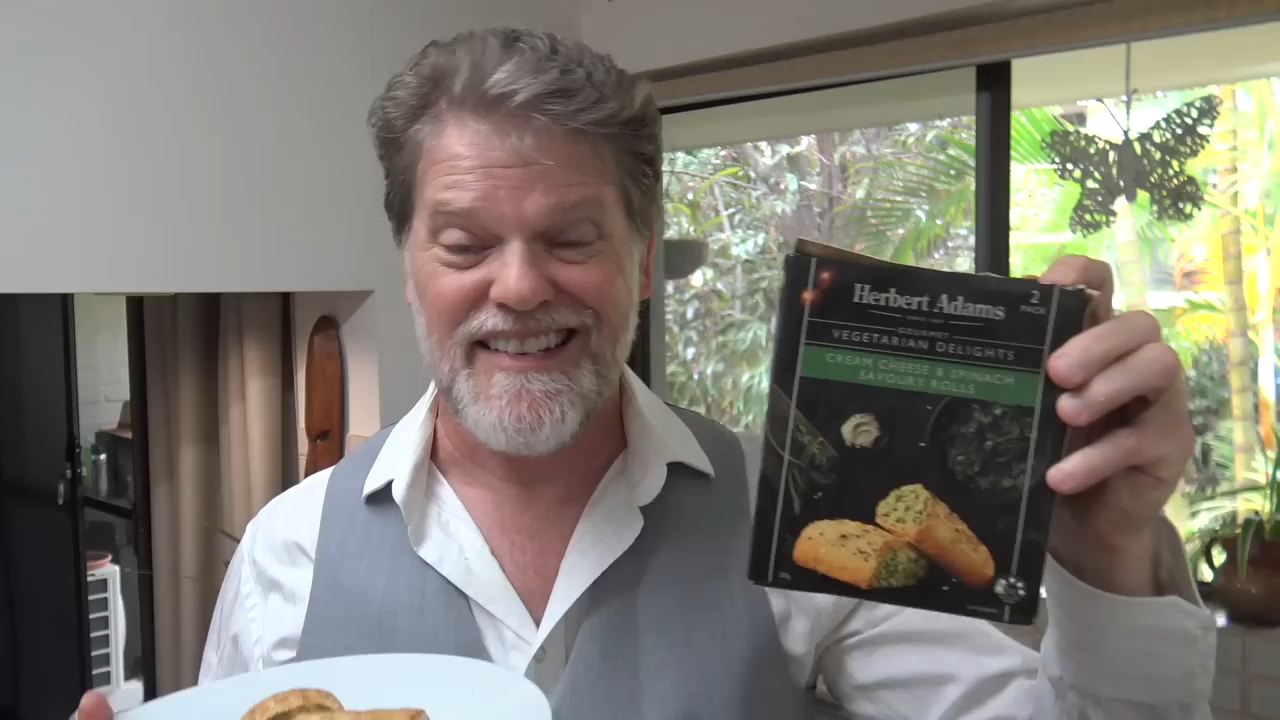 Herbert Adams
2
PACK
GOURMET
VEGETARIAN DELIGHTS
CREAM CHEESE & SPINACH
SAVOURY ROLLS